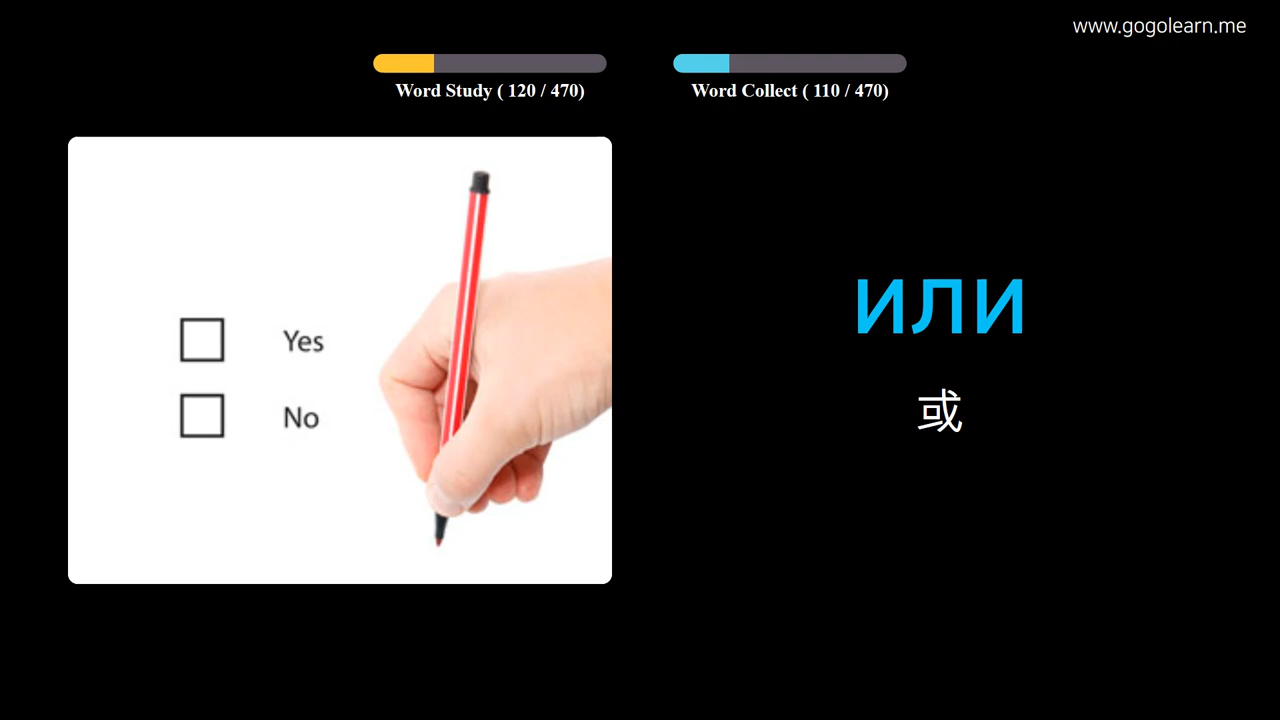 www.gogolearn.me
Word Study ( 120 / 470)
Word Collect ( 110 / 470)
Yes
No
или
或